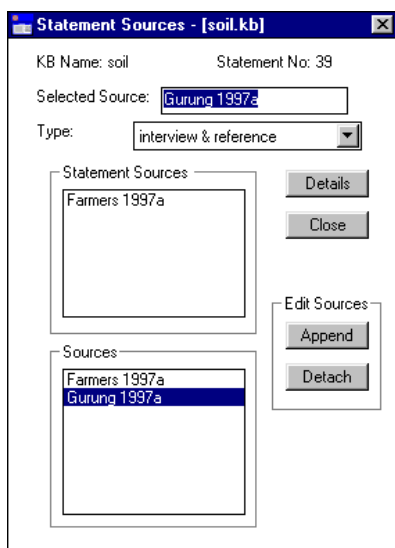 Statement Sources - [soil.kb]
KB Name: soil Statement No: 39
Selected Source: Gurung 1997a
Type: interview & reference
Statement Sources
Farmers 1997a
Details
Close
Edit Sources
Append
Detach
Sources
Farmers 1997a
Gurung 1997a